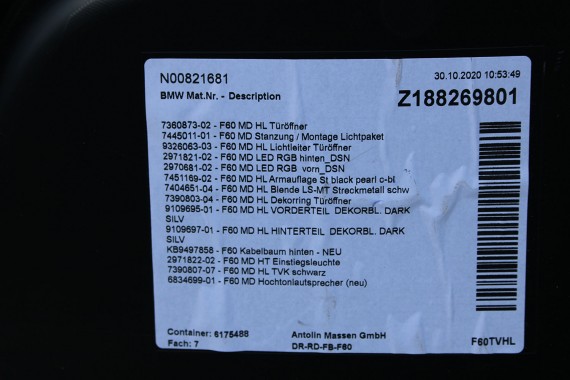 N00821681
30.10.2020 10:53:49
BMW Mat.Nr. - Description
Z188269801
7360873-02 - F60 MD HL Türöffner
7445011-01 - F60 MD Stanzung / Montage Lichtpaket
9326063-03 - F60 MD HL Lichtleiter Türöffner
2971821-02 - F60 MD LED RGB hinten_DSN
2970681-02 - F60 MD LED RGB vorn_DSN
7451169-02 - F60 MD HL Armauflage St black pearl c-bl
7404651-04 - F60 MD HL Blende LS-MT Streckmetall schw
7390803-04 - F60 MD HL Dekorring Türöffner
9109695-01 - F60 MD HL VORDERTEIL DEKORBL. DARK
SILV
9109697-01 - F60 MD HL HINTERTEIL DEKORBL. DARK
SILV
KB9497858 - F60 Kabelbaum hinten - NEU
2971822-02 - F60 MD HT Einstiegsleuchte
7390807-07 - F60 MD HL TVK schwarz
6834699-01 - F60 MD Hochtonlautsprecher (neu)
Container: 6175488
Antolin Massen GmbH
Fach: 7
DR-RD-FB-F60
F60TVHL